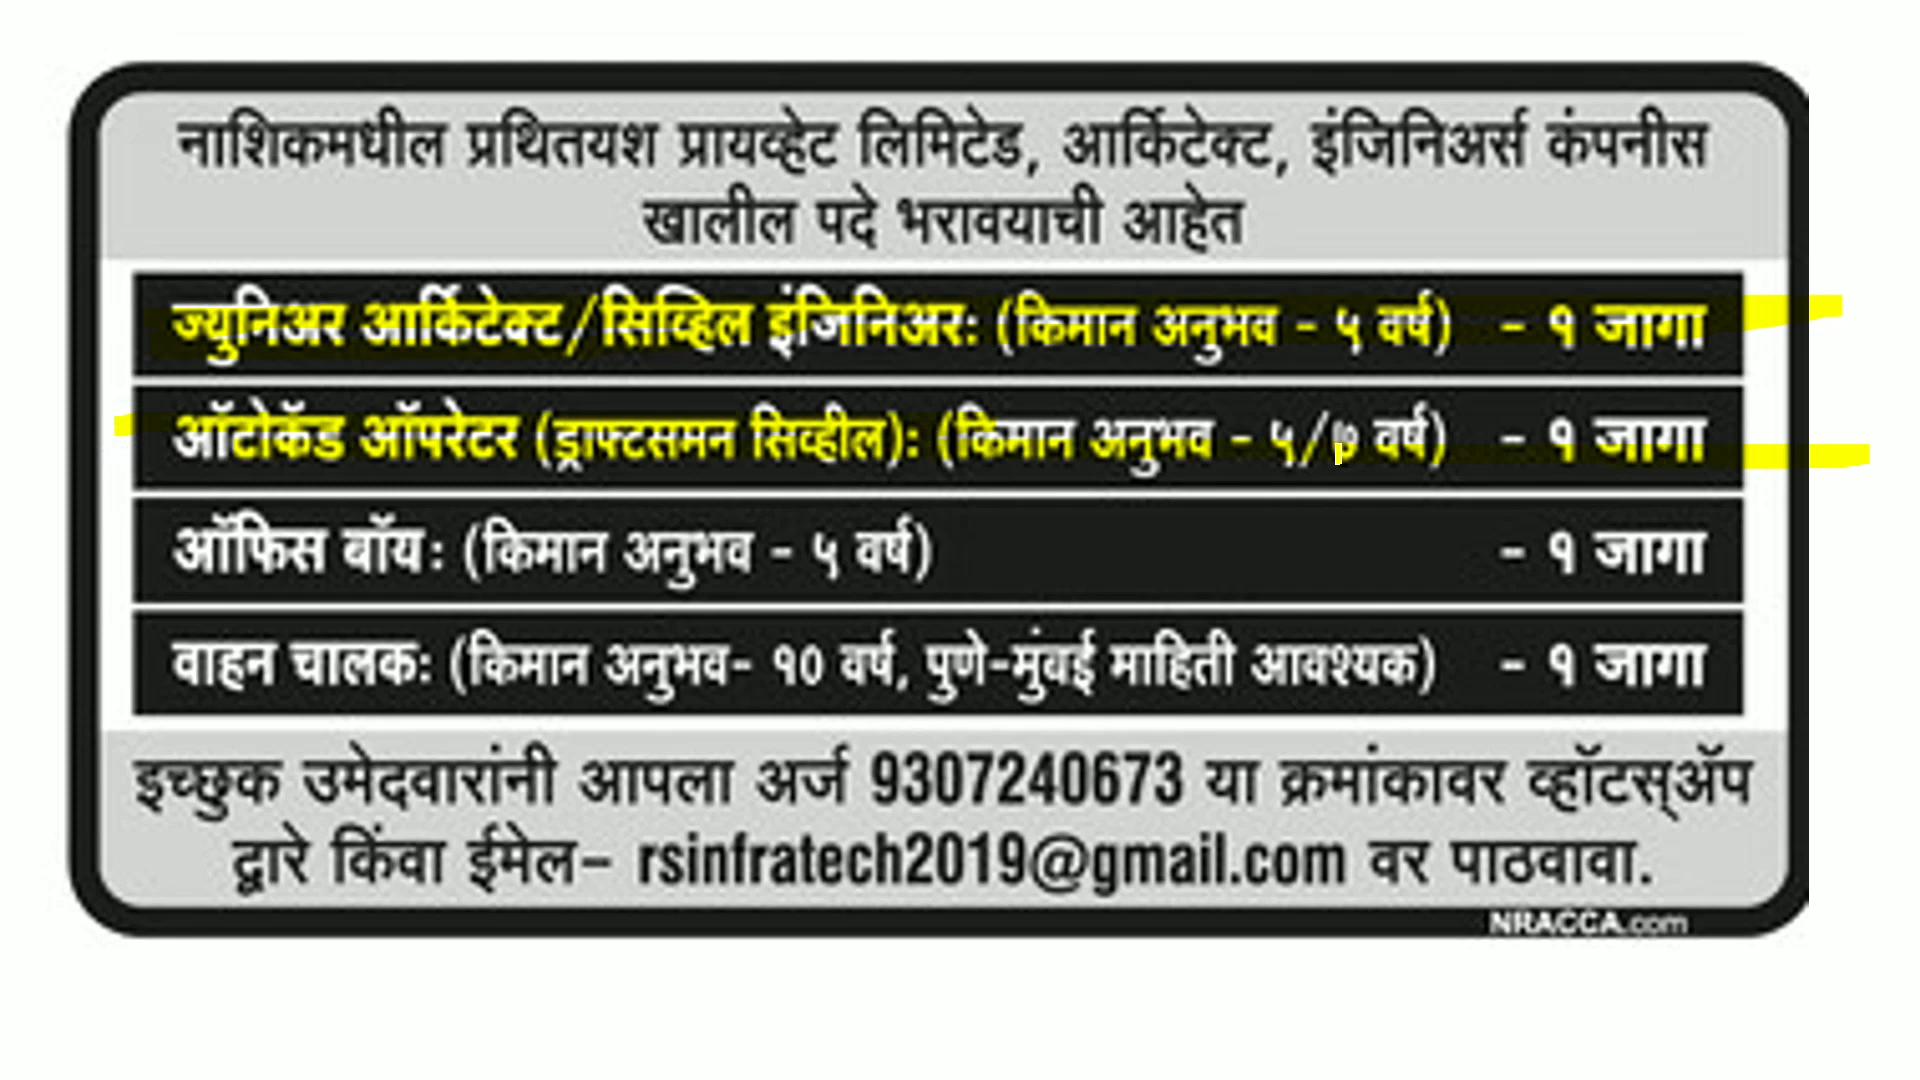 नाशिकमधील प्रथितयश प्रायव्हेट लिमिटेड, आर्किटेक्ट, इंजिनिअर्स कंपनीस
खालील पदे भरावयाची आहेत
ज्युनिअर आर्किटेक्ट/सिव्हिल इंजिनिअर: (किमान अनुभव - ५ वर्ष) - १ जागा
ऑटोकॅड ऑपरेटर (ड्राफ्टसमन सिव्हील): (किमान अनुभव - ५/७ वर्ष) - १ जागा
ऑफिस बॉय: (किमान अनुभव - ५ वर्ष) - १ जागा
वाहन चालक: (किमान अनुभव- १० वर्ष, पुणे-मुंबई माहिती आवश्यक) - १ जागा
इच्छुक उमेदवारांनी आपला अर्ज 9307240673 या क्रमांकावर व्हॉटस्ॲप
द्वारे किंवा ईमेल- rsinfratech2019@gmail.com वर पाठवावा.
NRACCA.com